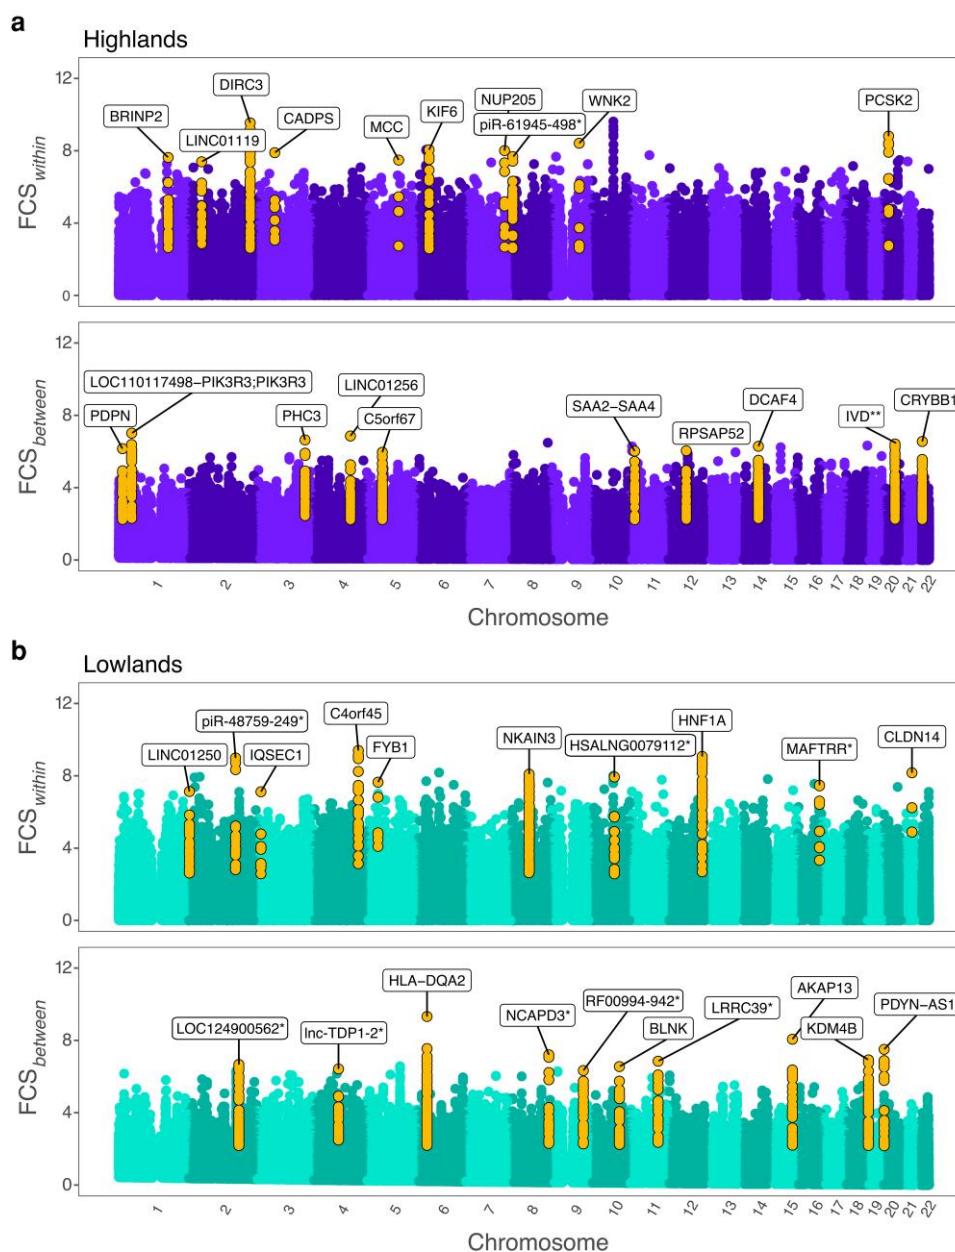 a
Highlands
FCSwithin
12
8
4
0
BRINP2
LINC01119
DIRC3
CADPS
MCC
KIF6
NUP205
piR-61945-498*
WNK2
PCSK2
FCSbetween
12
8
4
0
LOC110117498–PIK3R3;PIK3R3
PDPN
PHC3
LINC01256
C5orf67
SAA2–SAA4
RPSAP52
DCAF4
IVD**
CRYBB1
1 2 3 4 5 6 7 8 9 10 11 12 13 14 15 16 17 18 19 20 21 22
Chromosome
b
Lowlands
FCSwithin
12
8
4
0
LINC01250
piR-48759-249*
IQSEC1
C4orf45
FYB1
NKAIN3
HSALNG0079112*
HNF1A
MAFTRR*
CLDN14
FCSbetween
12
8
4
0
LOC124900562*
lnc-TDP1-2*
HLA–DQA2
NCAPD3*
RF00994-942*
BLNK
LRRC39*
AKAP13
KDM4B
PDYN–AS1
1 2 3 4 5 6 7 8 9 10 11 12 13 14 15 16 17 18 19 20 21 22
Chromosome